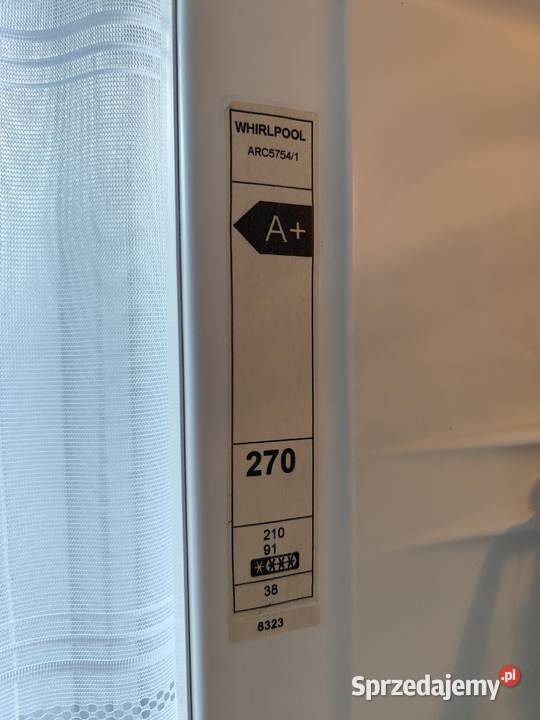 WHIRLPOOL
ARC5754/1
A+
270
210
91
38
8323
Sprzedajemy.pl